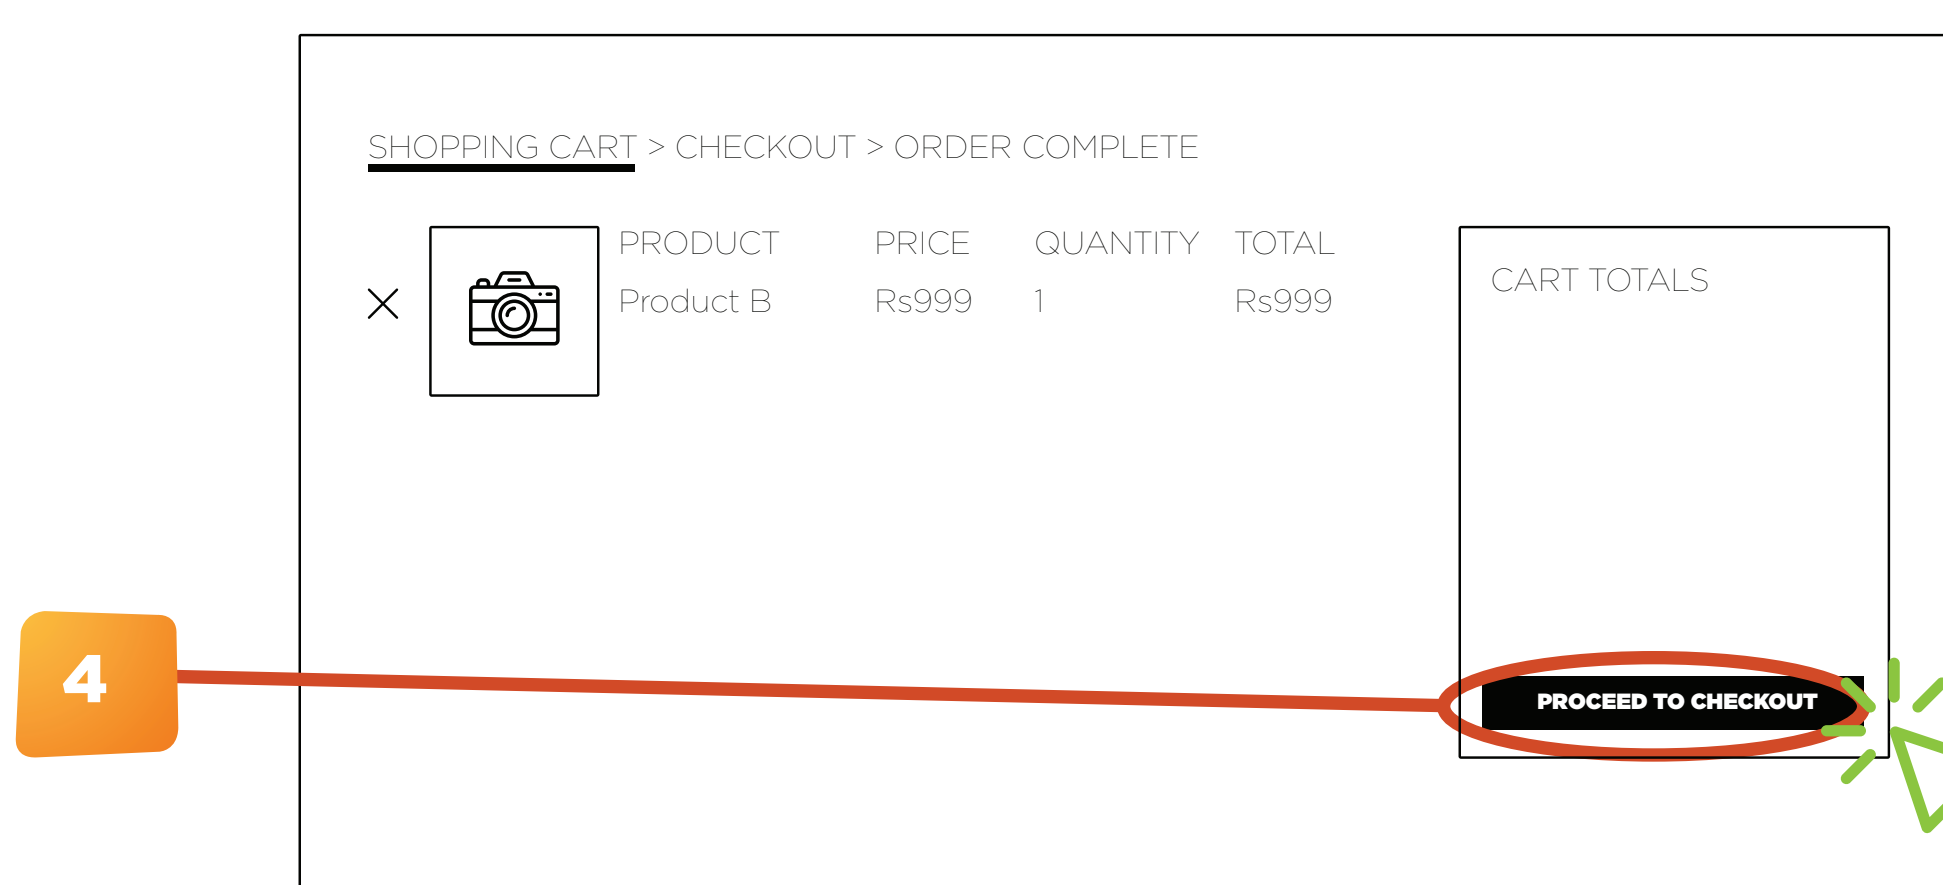 SHOPPING CART > CHECKOUT > ORDER COMPLETE
PRODUCT PRICE QUANTITY TOTAL
Product B Rs999 1 Rs999
CART TOTALS
4
PROCEED TO CHECKOUT